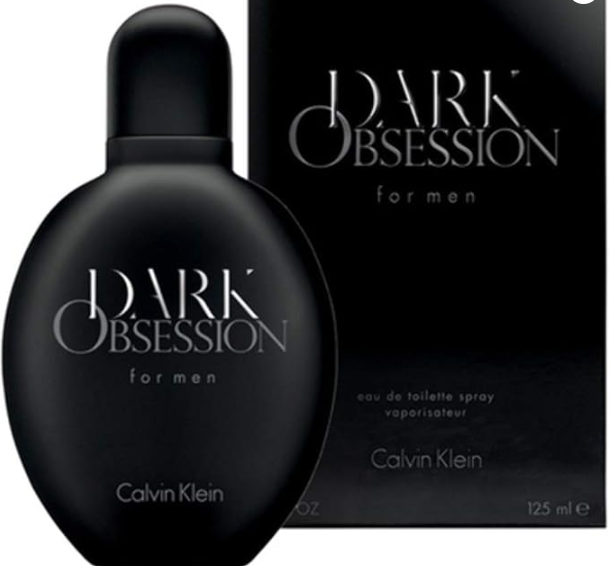 DARK
OBSESSION
for men
eau de toilette spray
vaporisateur
Calvin Klein
OZ
125 ml e
DARK
OBSESSION
for men
Calvin Klein